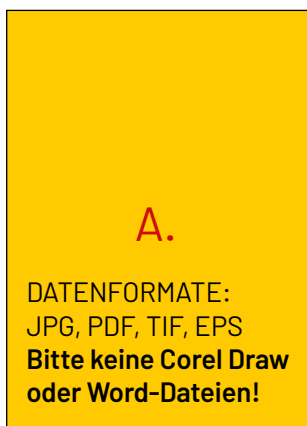 A.
DATENFORMATE:
JPG, PDF, TIF, EPS
Bitte keine Corel Draw
oder Word-Dateien!